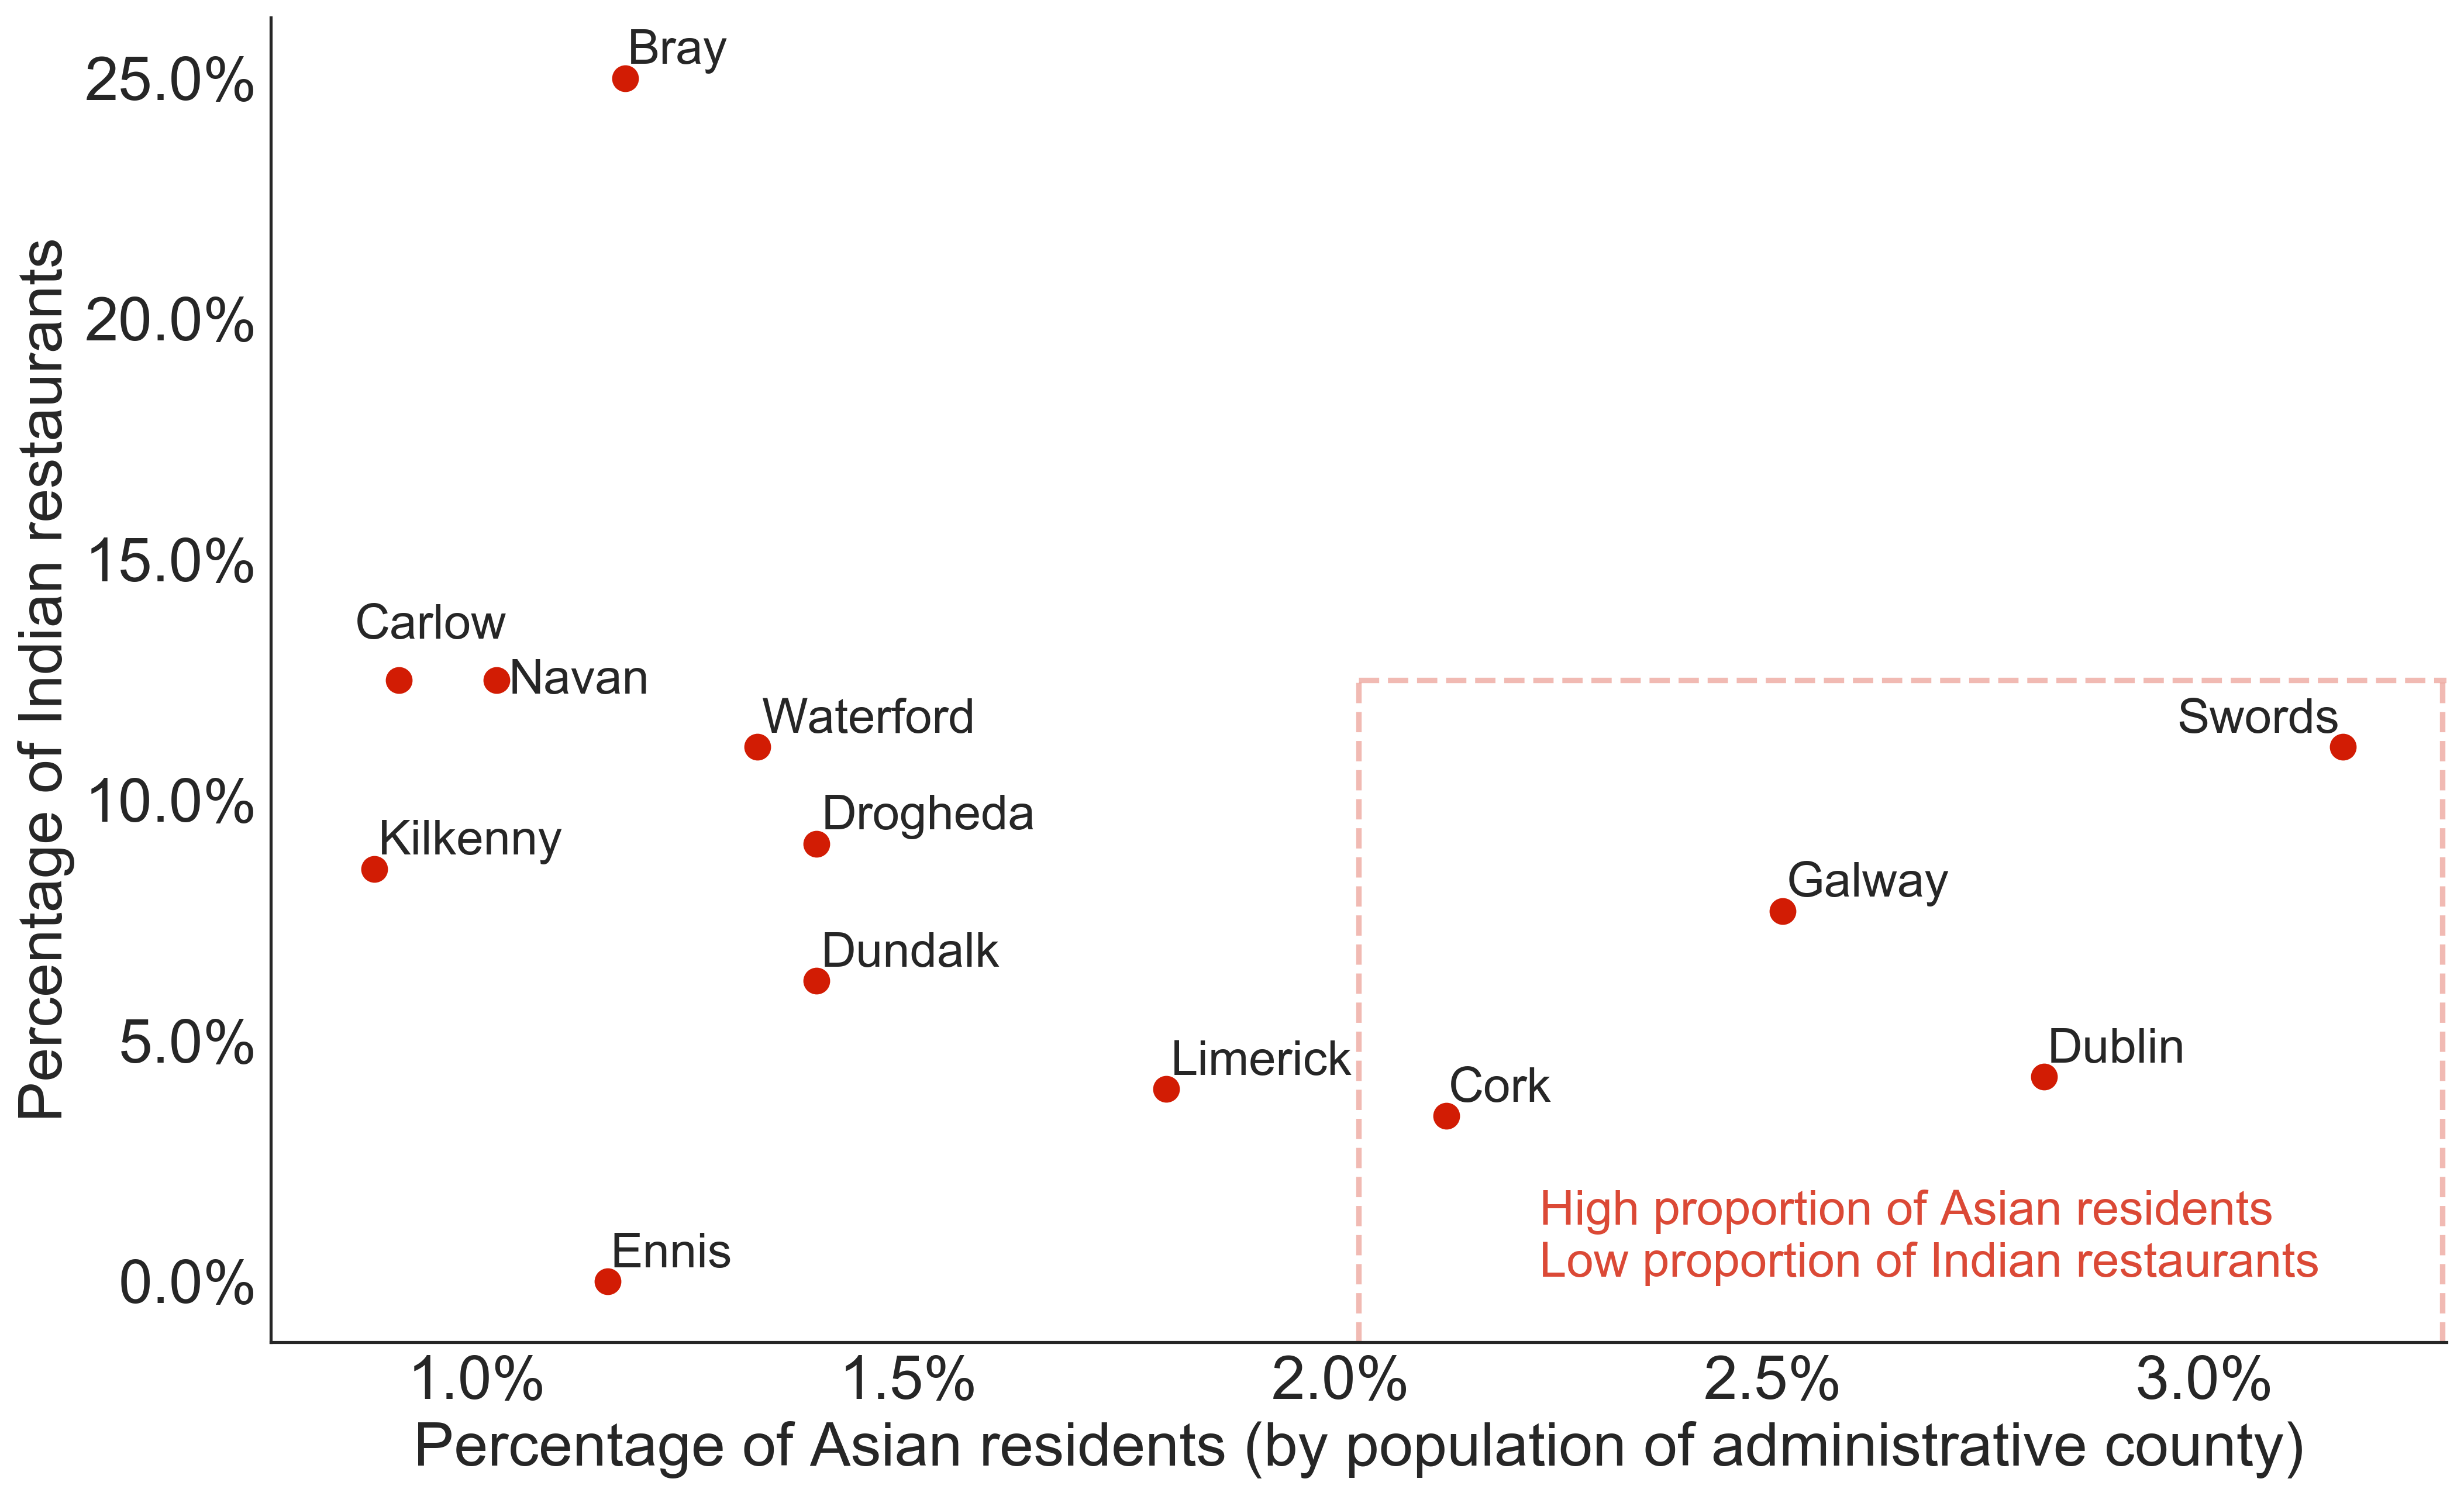 Bray
25.0%
20.0%
15.0%
Carlow
Navan
Waterford
Swords
10.0%
Drogheda
Kilkenny
Galway
Dundalk
5.0%
Limerick
Cork
Dublin
High proportion of Asian residents
Low proportion of Indian restaurants
Ennis
0.0%
Percentage of Indian restaurants
1.0%
1.5%
2.0%
2.5%
3.0%
Percentage of Asian residents (by population of administrative county)